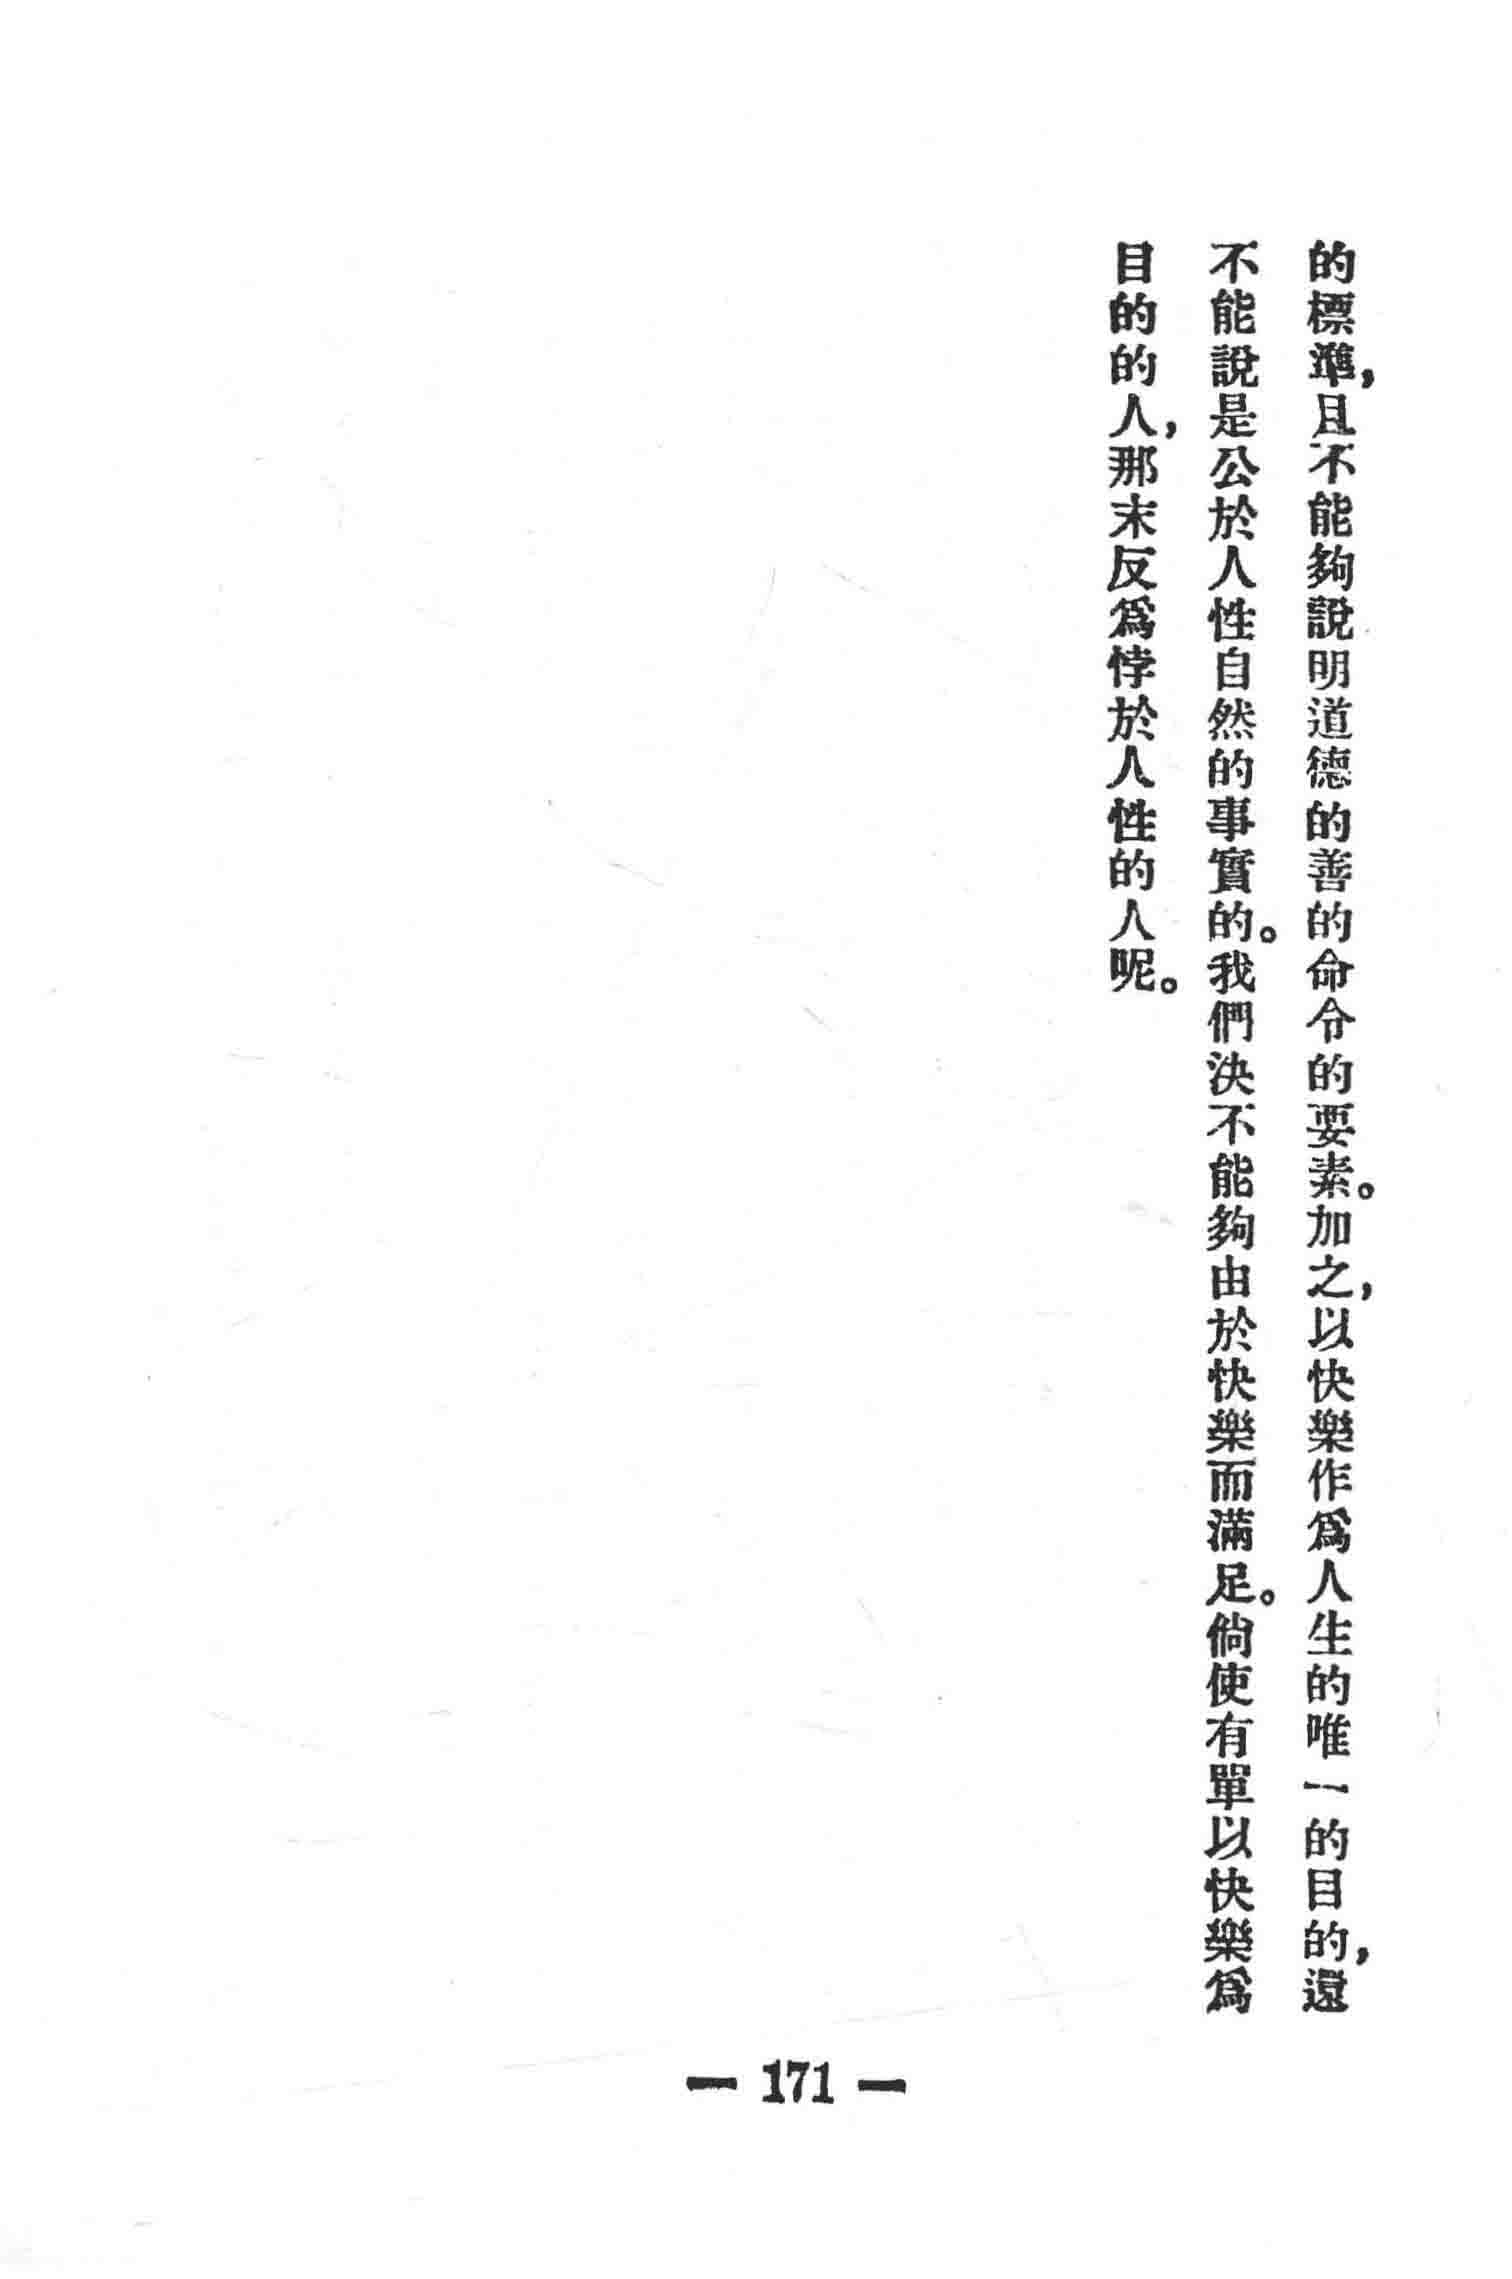 的標準，且不能夠說明道德的善的命令的要素。加之，以快樂作爲人生的唯一的目的，還
不能說是公於人性自然的事實的。我們決不能夠由於快樂而滿足。倘使有單以快樂爲
目的的人，那末反爲悖於人性的人呢。
— 171 —